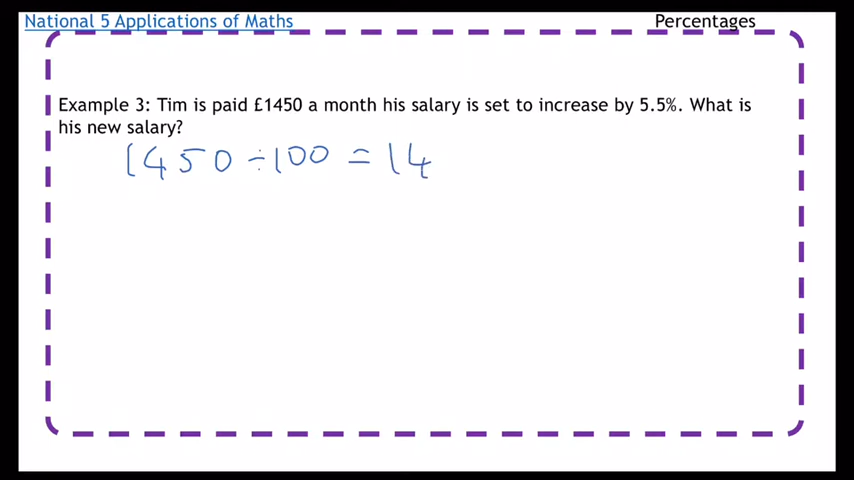 National 5 Applications of Maths
Percentages
Example 3: Tim is paid £1450 a month his salary is set to increase by 5.5%. What is
his new salary?
1450 ÷ 100 = 14